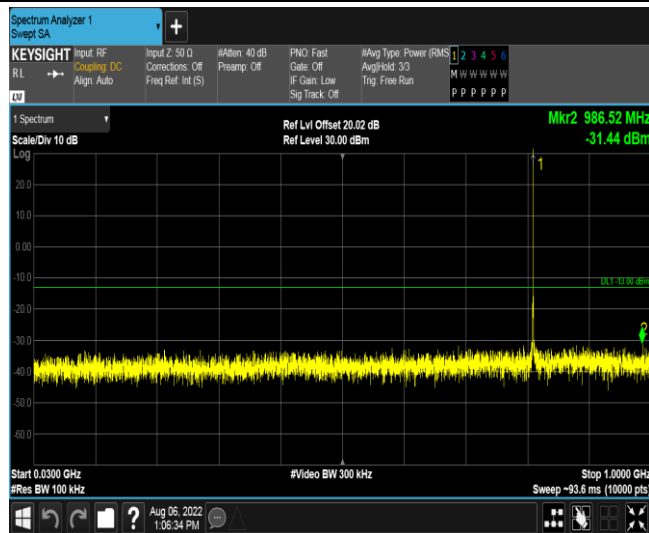 Spectrum Analyzer 1
Swept SA
KEYSIGHT
RL
Input: RF
Coupling: DC
Align: Auto
Input Z: 50 Ω
Corrections: Off
Freq Ref: Int (S)
#Atten: 40 dB
Preamp: Off
PNO: Fast
Gate: Off
IF Gain: Low
Sig Track: Off
#Avg Type: Power (RMS
Avg|Hold: 3/3
Trig: Free Run
1 2 3 4 5 6
M W W W W W
P P P P P P
1 Spectrum
Scale/Div 10 dB
Ref Lvl Offset 20.02 dB
Ref Level 30.00 dBm
Mkr2 986.52 MHz
-31.44 dBm
Log
1
20.0
10.0
0.00
-10.0
DL1 -13.00 dBm
-20.0
-30.0
2
-40.0
-50.0
-60.0
Start 0.0300 GHz
#Video BW 300 kHz
Stop 1.0000 GHz
#Res BW 100 kHz
Sweep ~93.6 ms (10000 pts)
?
Aug 06, 2022
1:06:34 PM